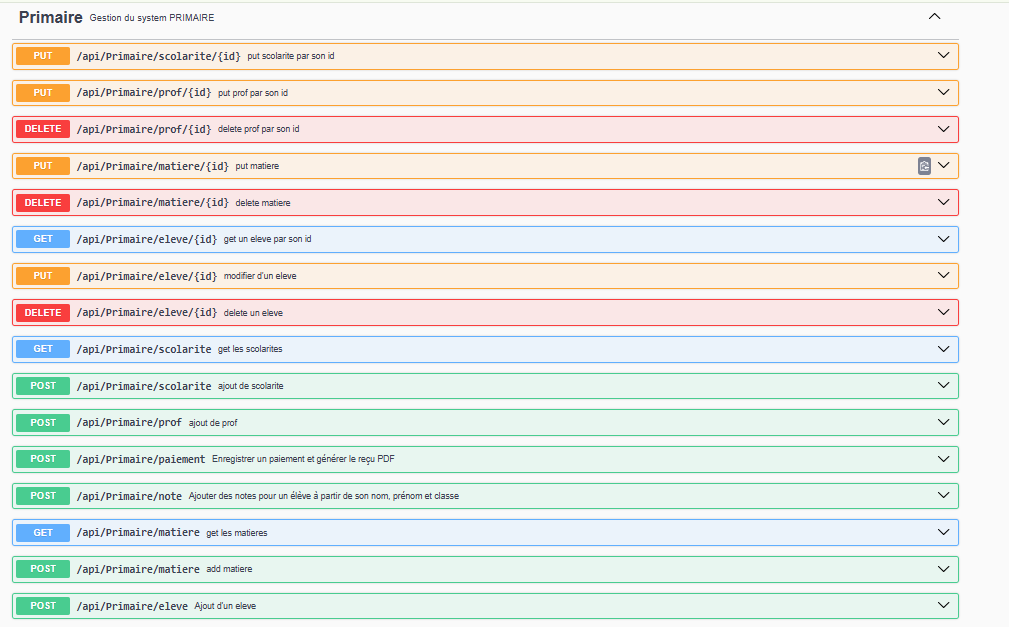 Primaire Gestion du system PRIMAIRE
PUT /api/Primaire/scolarite/{id} put scolarite par son id
PUT /api/Primaire/prof/{id} put prof par son id
DELETE /api/Primaire/prof/{id} delete prof par son id
PUT /api/Primaire/matiere/{id} put matiere
DELETE /api/Primaire/matiere/{id} delete matiere
GET /api/Primaire/eleve/{id} get un eleve par son id
PUT /api/Primaire/eleve/{id} modifier d'un eleve
DELETE /api/Primaire/eleve/{id} delete un eleve
GET /api/Primaire/scolarite get les scolarites
POST /api/Primaire/scolarite ajout de scolarite
POST /api/Primaire/prof ajout de prof
POST /api/Primaire/paiement Enregistrer un paiement et générer le reçu PDF
POST /api/Primaire/note Ajouter des notes pour un élève à partir de son nom, prénom et classe
GET /api/Primaire/matiere get les matieres
POST /api/Primaire/matiere add matiere
POST /api/Primaire/eleve Ajout d'un eleve